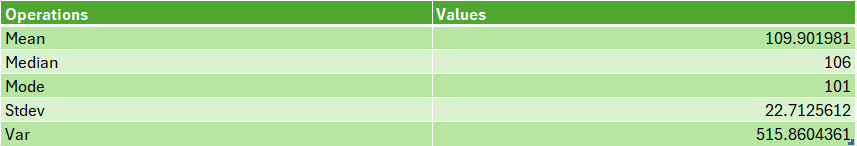 Operations Values
Mean 109.901981
Median 106
Mode 101
Stdev 22.7125612
Var 515.8604361